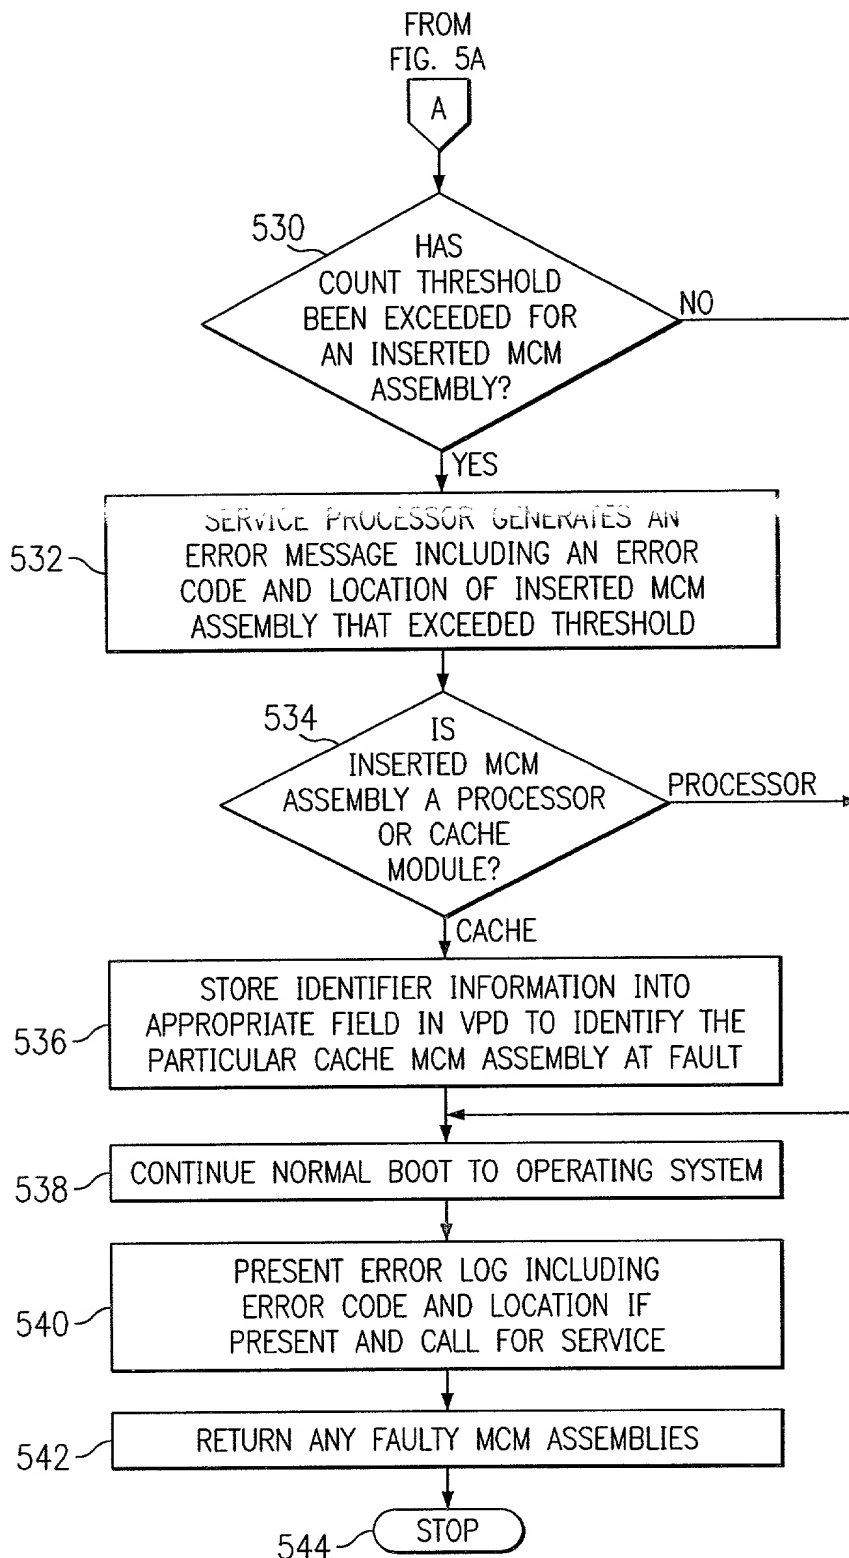 FROM
FIG. 5A
A
530
HAS
COUNT THRESHOLD
BEEN EXCEEDED FOR
AN INSERTED MCM
ASSEMBLY?
NO
YES
532
SERVICE PROCESSOR GENERATES AN
ERROR MESSAGE INCLUDING AN ERROR
CODE AND LOCATION OF INSERTED MCM
ASSEMBLY THAT EXCEEDED THRESHOLD
534
IS
INSERTED MCM
ASSEMBLY A PROCESSOR
OR CACHE
MODULE?
PROCESSOR
CACHE
536
STORE IDENTIFIER INFORMATION INTO
APPROPRIATE FIELD IN VPD TO IDENTIFY THE
PARTICULAR CACHE MCM ASSEMBLY AT FAULT
538
CONTINUE NORMAL BOOT TO OPERATING SYSTEM
540
PRESENT ERROR LOG INCLUDING
ERROR CODE AND LOCATION IF
PRESENT AND CALL FOR SERVICE
542
RETURN ANY FAULTY MCM ASSEMBLIES
544
STOP